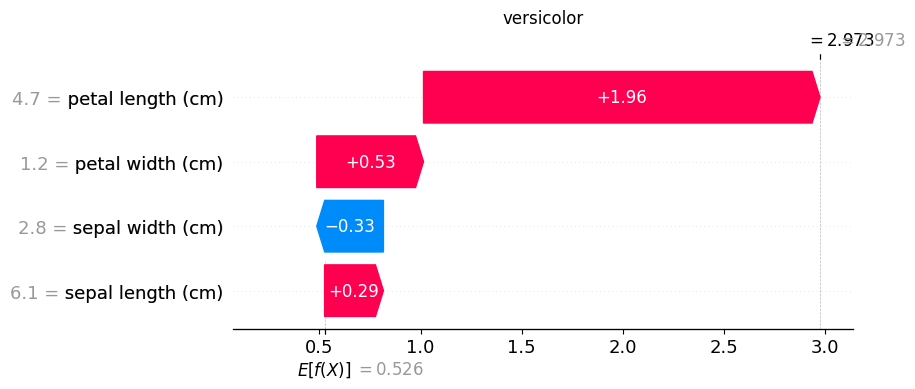 versicolor
= 2.973
= 2.973
4.7 = petal length (cm)
+1.96
1.2 = petal width (cm)
+0.53
2.8 = sepal width (cm)
−0.33
6.1 = sepal length (cm)
+0.29
0.5 1.0 1.5 2.0 2.5 3.0
E[f(X)] = 0.526